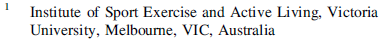 1 Institute of Sport Exercise and Active Living, Victoria
University, Melbourne, VIC, Australia